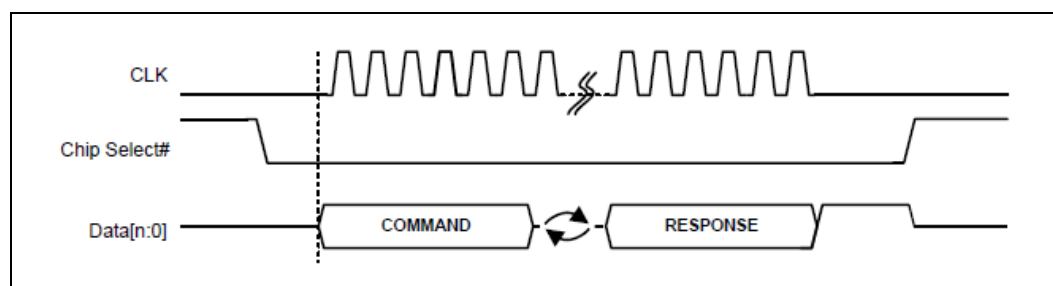 CLK
Chip Select#
Data[n:0]
COMMAND
RESPONSE